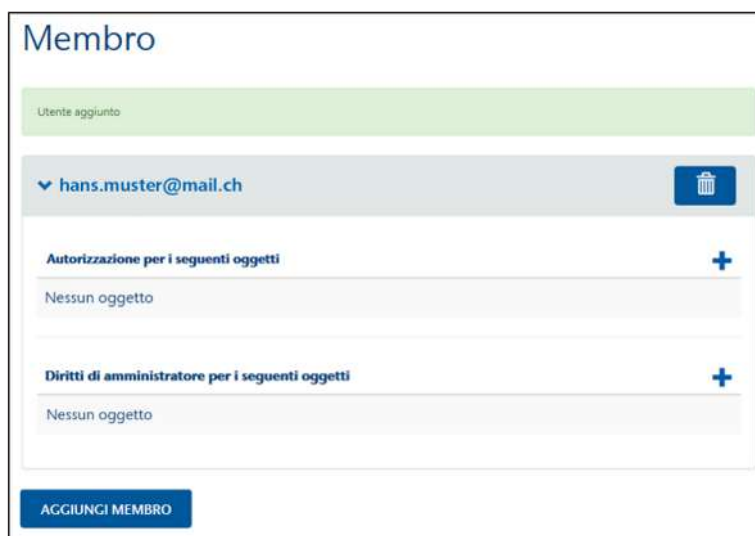 Membro
Utente aggiunto
hans.muster@mail.ch
Autorizzazione per i seguenti oggetti
Nessun oggetto
Diritti di amministratore per i seguenti oggetti
Nessun oggetto
AGGIUNGI MEMBRO